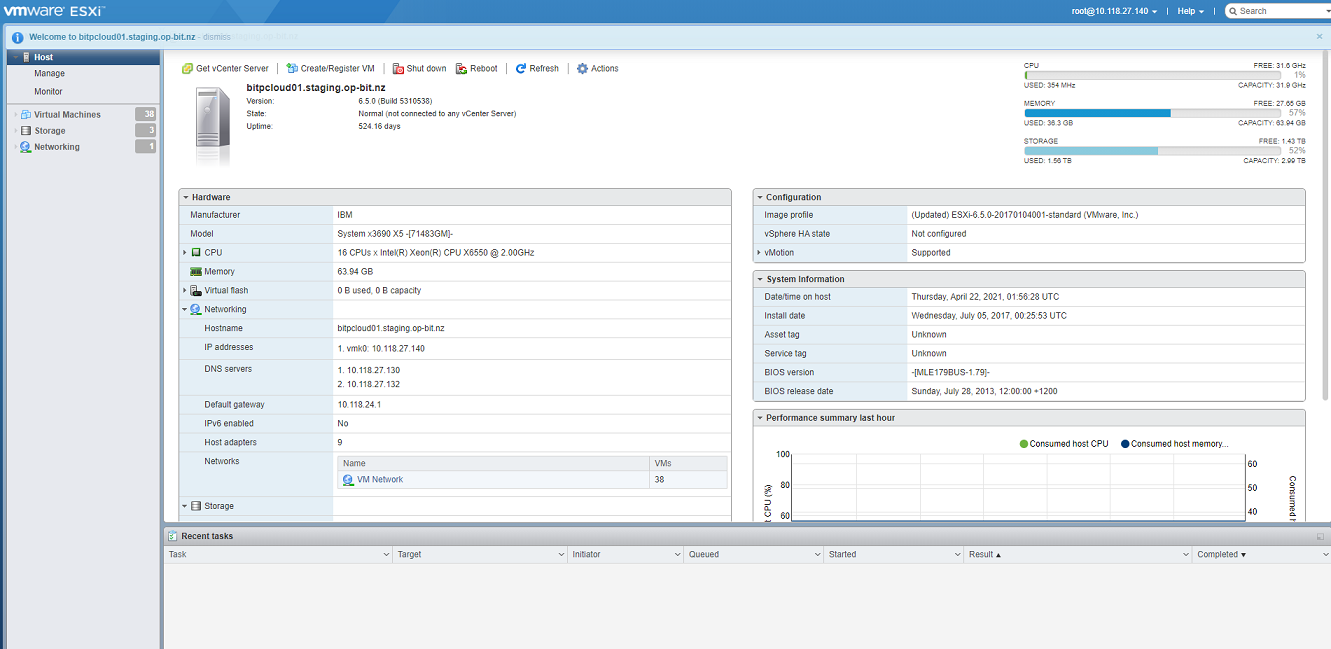 vmware ESXi™
root@10.118.27.140 | Help | Search
Welcome to bitpcloud01.staging.op-bit.nz - dismiss
Host
Manage
Monitor
Virtual Machines 38
Storage 3
Networking 1
Get vCenter Server | Create/Register VM | Shut down Reboot | Refresh | Actions
bitpcloud01.staging.op-bit.nz
Version: 6.5.0 (Build 5310538)
State: Normal (not connected to any vCenter Server)
Uptime: 524.16 days
CPU FREE: 31.6 GHz
1%
USED: 354 MHz CAPACITY: 31.9 GHz
MEMORY FREE: 27.65 GB
57%
USED: 36.3 GB CAPACITY: 63.94 GB
STORAGE FREE: 1.43 TB
52%
USED: 1.56 TB CAPACITY: 2.99 TB
Hardware
Manufacturer IBM
Model System x3690 X5 -[71483GM]-
CPU 16 CPUs x Intel(R) Xeon(R) CPU X6550 @ 2.00GHz
Memory 63.94 GB
Virtual flash 0 B used, 0 B capacity
Networking
Hostname bitpcloud01.staging.op-bit.nz
IP addresses 1. vmk0: 10.118.27.140
DNS servers 1. 10.118.27.130
2. 10.118.27.132
Default gateway 10.118.24.1
IPv6 enabled No
Host adapters 9
Networks Name VMs
VM Network 38
Storage
Configuration
Image profile (Updated) ESXi-6.5.0-20170104001-standard (VMware, Inc.)
vSphere HA state Not configured
vMotion Supported
System Information
Date/time on host Thursday, April 22, 2021, 01:56:28 UTC
Install date Wednesday, July 05, 2017, 00:25:53 UTC
Asset tag Unknown
Service tag Unknown
BIOS version -[MLE179BUS-1.79]-
BIOS release date Sunday, July 28, 2013, 12:00:00 +1200
Performance summary last hour
Consumed host CPU Consumed host memory...
100
80
60
CPU (%)
60
50
40
Consumed
Recent tasks
Task Target Initiator Queued Started Result Completed